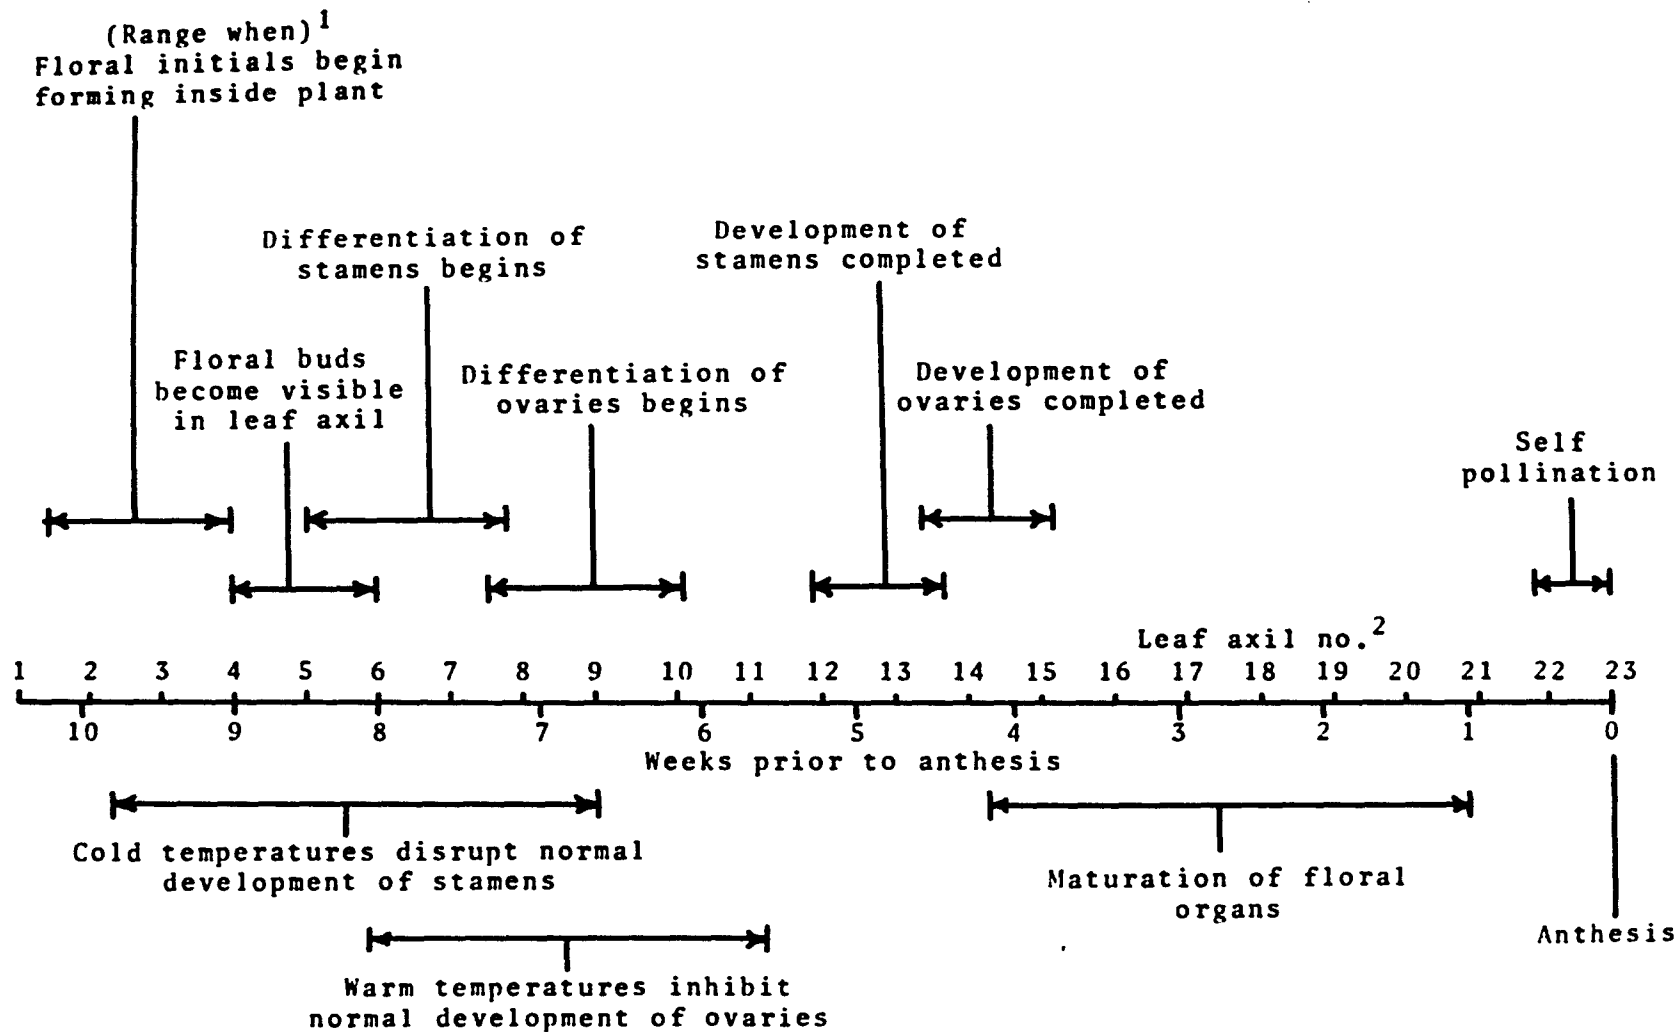 (Range when)1
Floral initials begin
forming inside plant
Differentiation of
stamens begins
Development of
stamens completed
Floral buds
become visible
in leaf axil
Differentiation of
ovaries begins
Development of
ovaries completed
Self
pollination
Leaf axil no.2
1 2 3 4 5 6 7 8 9 10 11 12 13 14 15 16 17 18 19 20 21 22 23
10 9 8 7 6 5 4 3 2 1 0
Weeks prior to anthesis
Cold temperatures disrupt normal
development of stamens
Maturation of floral
organs
Anthesis
Warm temperatures inhibit
normal development of ovaries